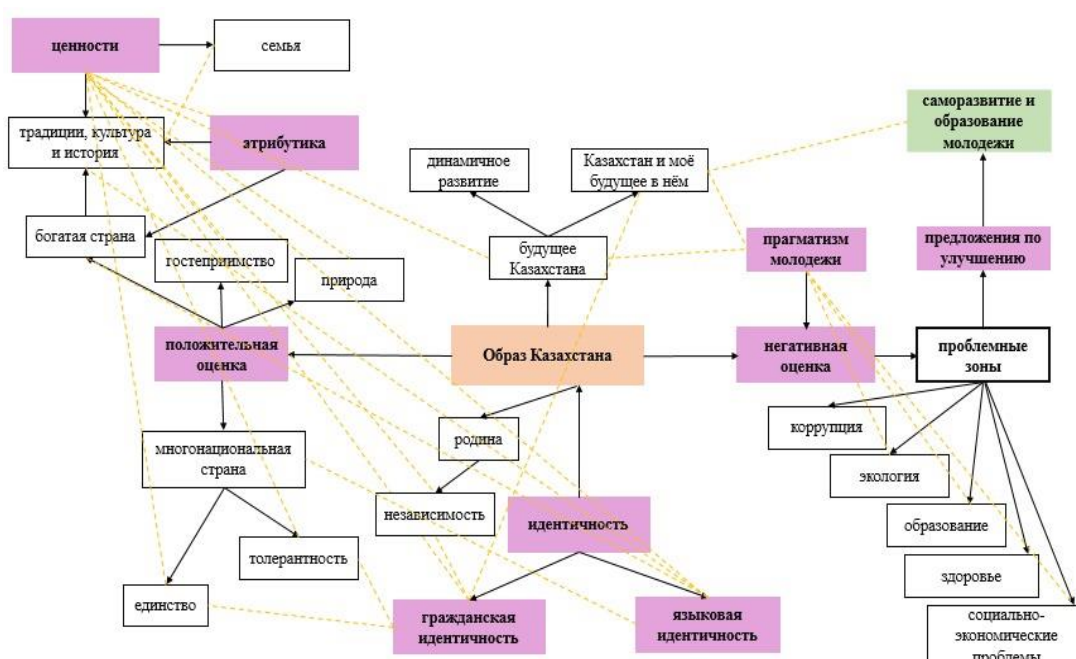 ценности
семья
традиции, культура
и история
атрибутика
саморазвитие и
образование
молодежи
динамичное
развитие
Казахстан и моё
будущее в нём
богатая страна
гостеприимство
природа
будущее
Казахстана
прагматизм
молодежи
предложения по
улучшению
положительная
оценка
Образ Казахстана
негативная
оценка
проблемные
зоны
многонациональная
страна
родина
коррупция
экология
независимость
идентичность
образование
толерантность
здоровье
единство
гражданская
идентичность
языковая
идентичность
социально-
экономические
проблемы